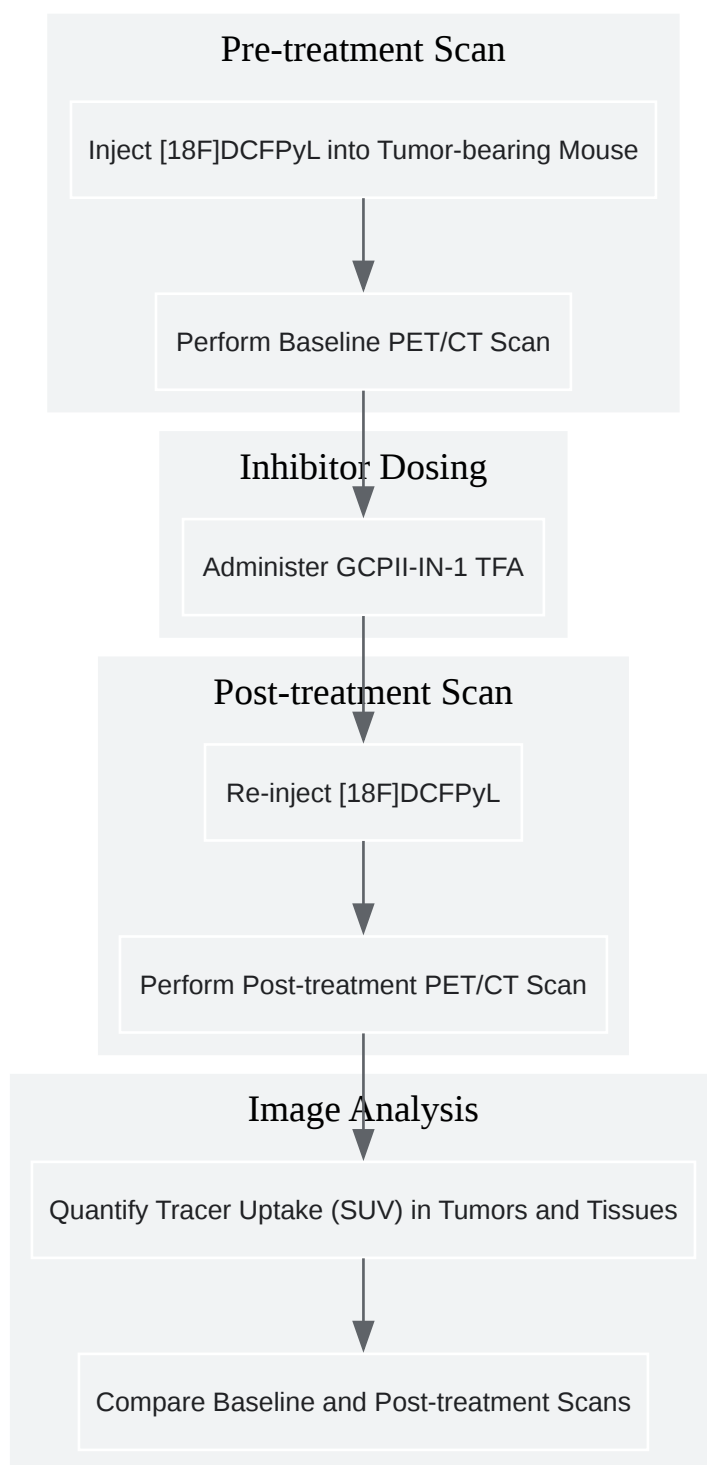 Pre-treatment Scan
Inject [18F]DCFPyL into Tumor-bearing Mouse
Perform Baseline PET/CT Scan
Inhibitor Dosing
Administer GCPII-IN-1 TFA
Post-treatment Scan
Re-inject [18F]DCFPyL
Perform Post-treatment PET/CT Scan
Image Analysis
Quantify Tracer Uptake (SUV) in Tumors and Tissues
Compare Baseline and Post-treatment Scans